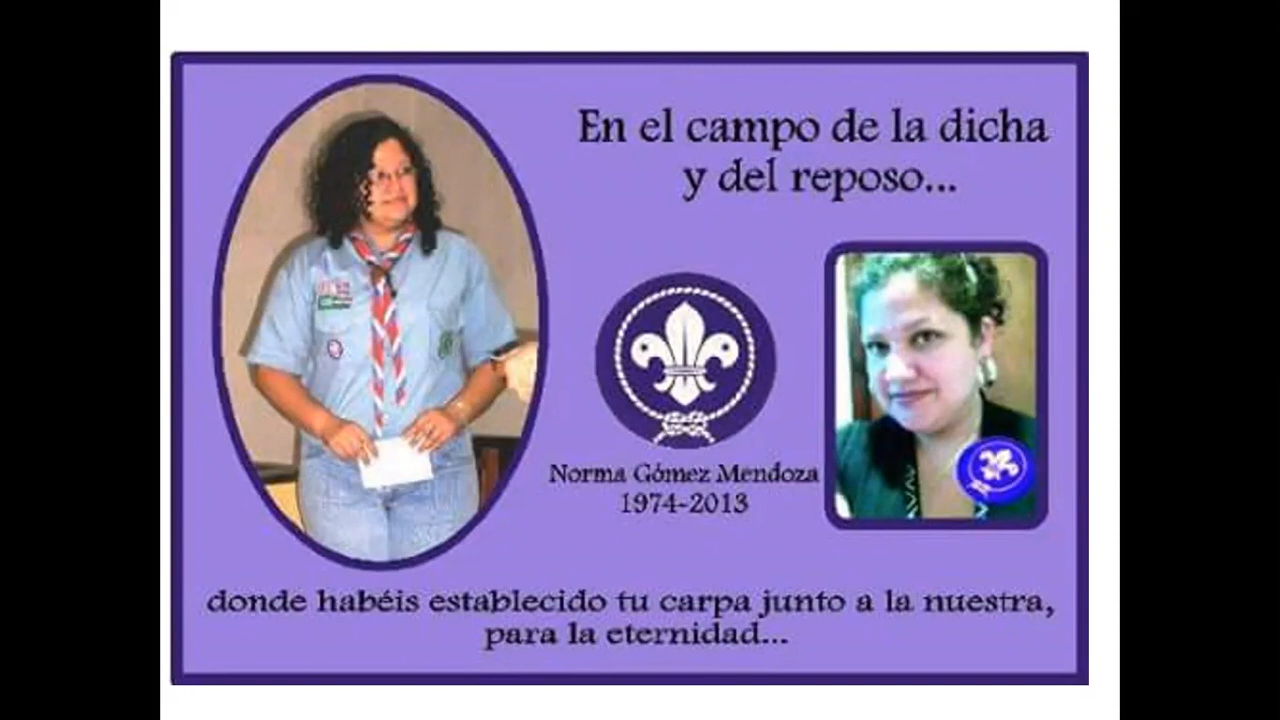 En el campo de la dicha
y del reposo...
Norma Gómez Mendoza
1974-2013
donde habéis establecido tu carpa junto a la nuestra,
para la eternidad...